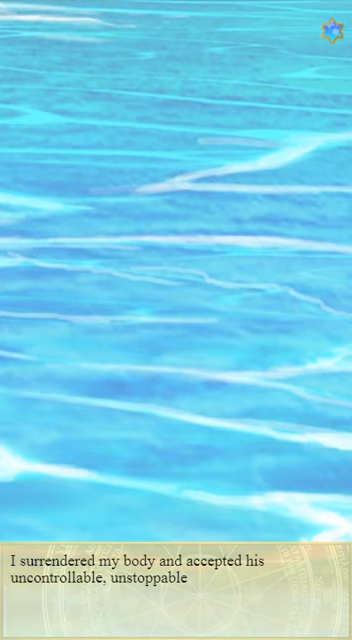 I surrendered my body and accepted his
uncontrollable, unstoppable